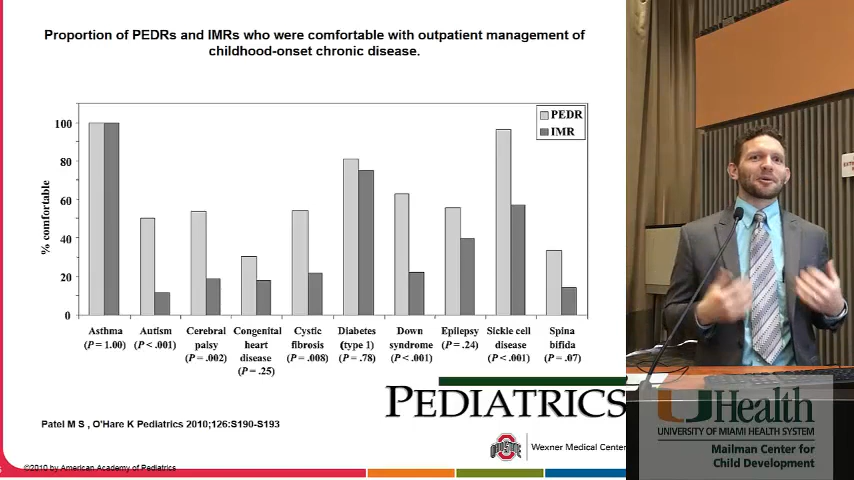 Proportion of PEDRs and IMRs who were comfortable with outpatient management of
childhood-onset chronic disease.
PEDR
IMR
% comfortable
100
80
60
40
20
0
Asthma
(P = 1.00)
Autism
(P < .001)
Cerebral
palsy
(P = .002)
Congenital
heart
disease
(P = .25)
Cystic
fibrosis
(P = .008)
Diabetes
(type 1)
(P = .78)
Down
syndrome
(P < .001)
Epilepsy
(P = .24)
Sickle cell
disease
(P < .001)
Spina
bifida
(P = .07)
PEDIATRICS
Patel M S , O'Hare K Pediatrics 2010;126:S190-S193
Wexner Medical Center
©2010 by American Academy of Pediatrics
UHealth
UNIVERSITY OF MIAMI HEALTH SYSTEM
Mailman Center for
Child Development